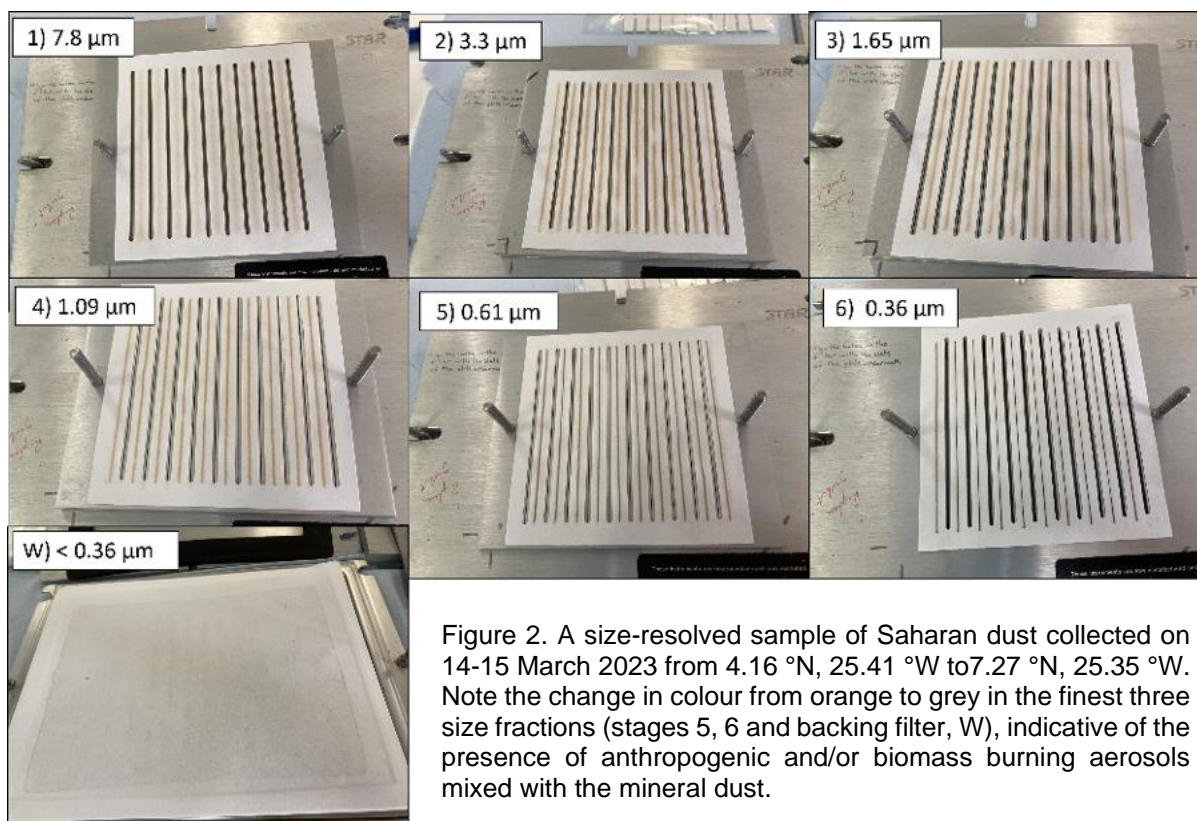 1) 7.8 µm
STAR
2) 3.3 µm
STAR
3) 1.65 µm
4) 1.09 µm
5) 0.61 µm
STAR
6) 0.36 µm
W) < 0.36 µm
Figure 2. A size-resolved sample of Saharan dust collected on
14-15 March 2023 from 4.16 °N, 25.41 °W to7.27 °N, 25.35 °W.
Note the change in colour from orange to grey in the finest three
size fractions (stages 5, 6 and backing filter, W), indicative of the
presence of anthropogenic and/or biomass burning aerosols
mixed with the mineral dust.